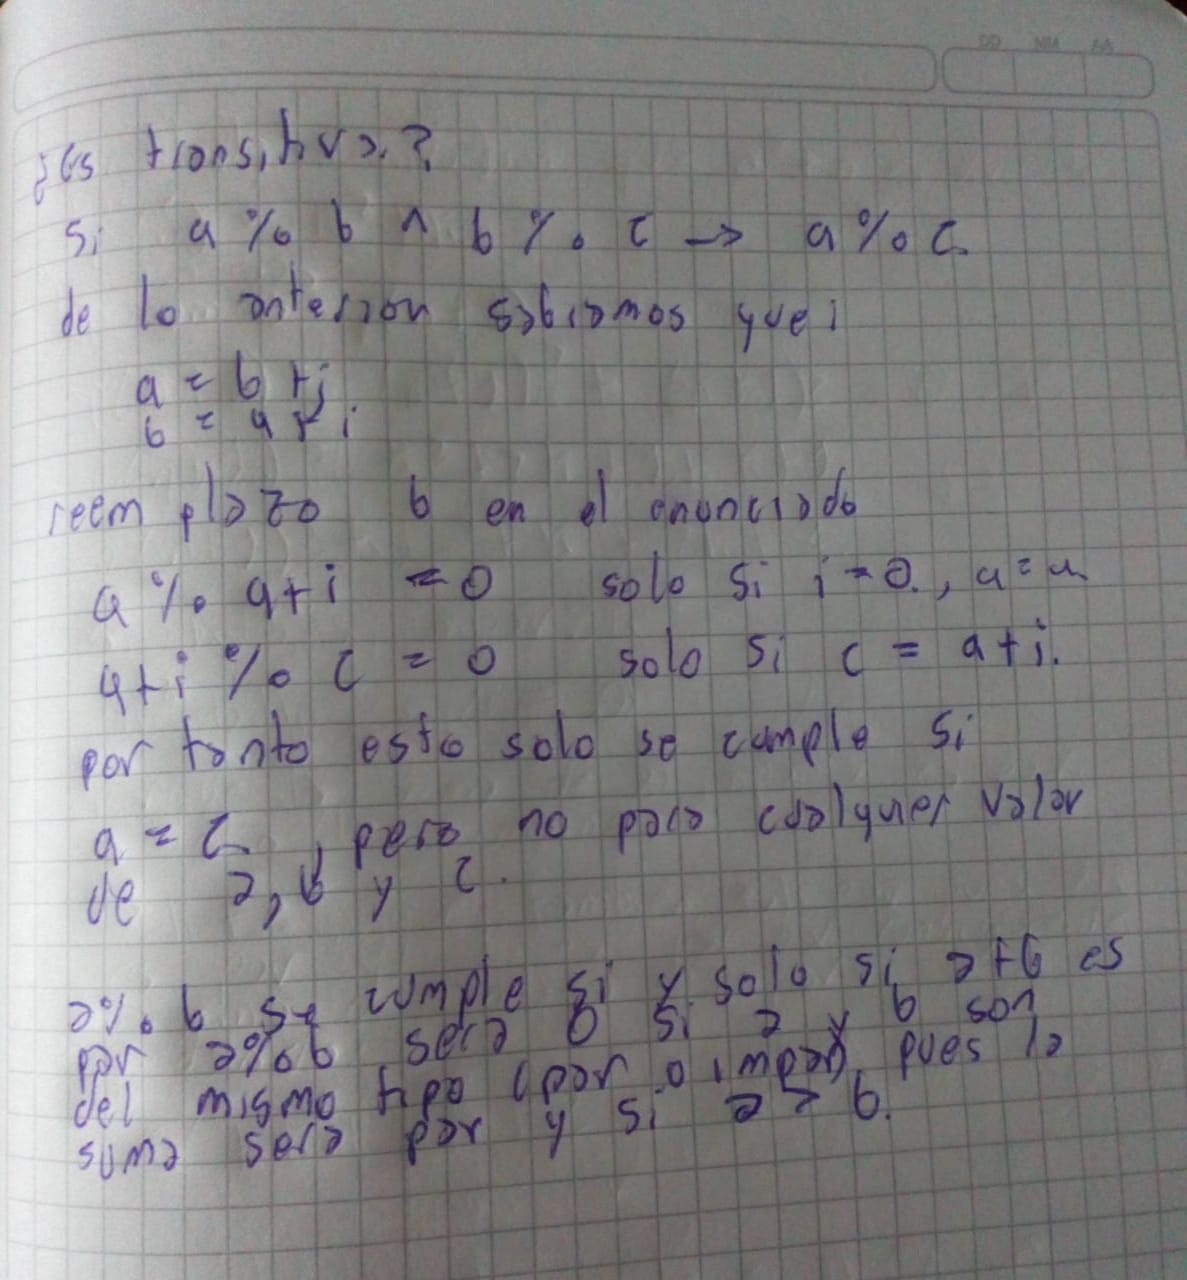 ¿Es transitiva?
Si a % b ∧ b % c → a % c.
de lo anterior sabiamos que:
a = b + j
b = a + i
reemplazo b en el enunciado
a % a+i = 0 solo si i = 0, a = a
a+i % c = 0 solo si c = a+i.
por tanto esto solo se cumple si
a = c, pero no para cualquier valor
de a, b y c.
a % b se cumple si y solo si a+b es
par a%b sera 0 si a y b son
del mismo tipo (par o impar) pues la
suma sera par y si a = b.